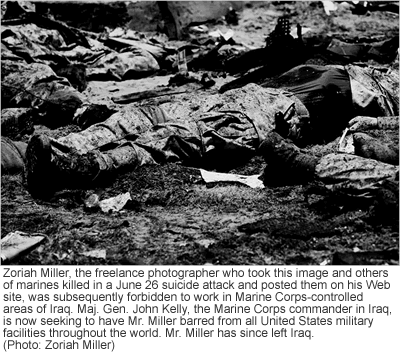 Zoriah Miller, the freelance photographer who took this image and others
of marines killed in a June 26 suicide attack and posted them on his Web
site, was subsequently forbidden to work in Marine Corps-controlled
areas of Iraq. Maj. Gen. John Kelly, the Marine Corps commander in Iraq,
is now seeking to have Mr. Miller barred from all United States military
facilities throughout the world. Mr. Miller has since left Iraq.
(Photo: Zoriah Miller)